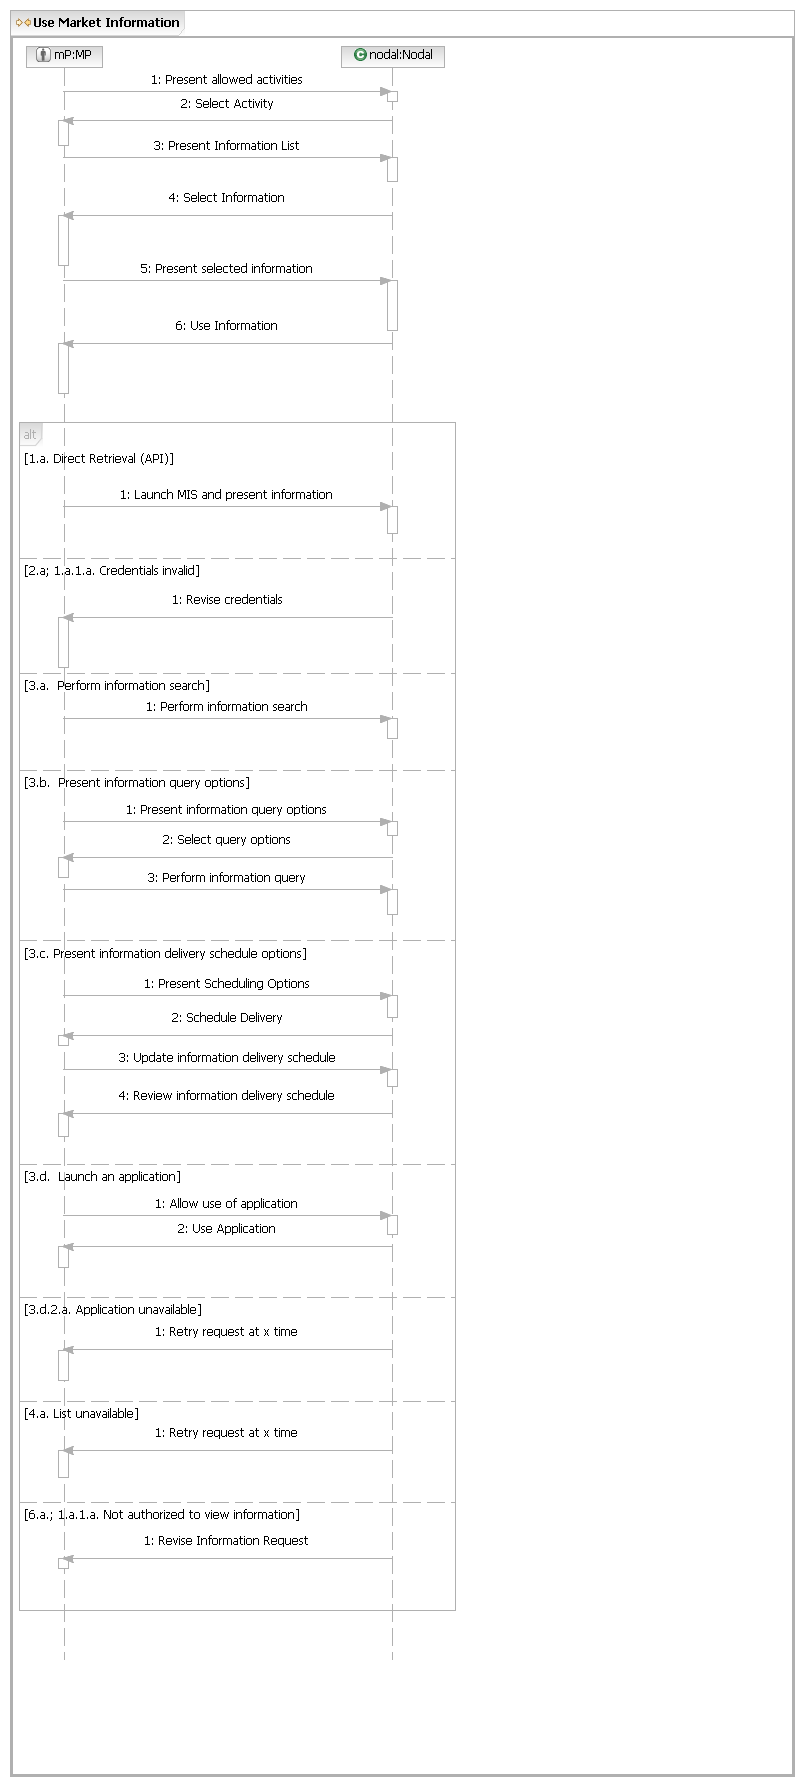 Use Market Information
mP:MP
nodal:Nodal
1: Present allowed activities
2: Select Activity
3: Present Information List
4: Select Information
5: Present selected information
6: Use Information
alt
[1.a. Direct Retrieval (API)]
1: Launch MIS and present information
[2.a; 1.a.1.a. Credentials invalid]
1: Revise credentials
[3.a.  Perform information search]
1: Perform information search
[3.b.  Present information query options]
1: Present information query options
2: Select query options
3: Perform information query
[3.c. Present information delivery schedule options]
1: Present Scheduling Options
2: Schedule Delivery
3: Update information delivery schedule
4: Review information delivery schedule
[3.d.  Launch an application]
1: Allow use of application
2: Use Application
[3.d.2.a. Application unavailable]
1: Retry request at x time
[4.a. List unavailable]
1: Retry request at x time
[6.a.; 1.a.1.a. Not authorized to view information]
1: Revise Information Request